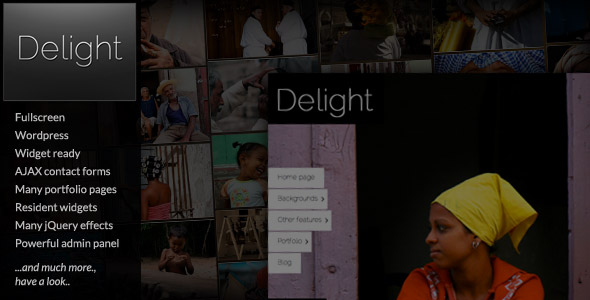 Delight
Fullscreen
Wordpress
Widget ready
AJAX contact forms
Many portfolio pages
Resident widgets
Many jQuery effects
Powerful admin panel
...and much more.,
have a look..
Delight
Home page
Backgrounds
Other features
Portfolio
Blog